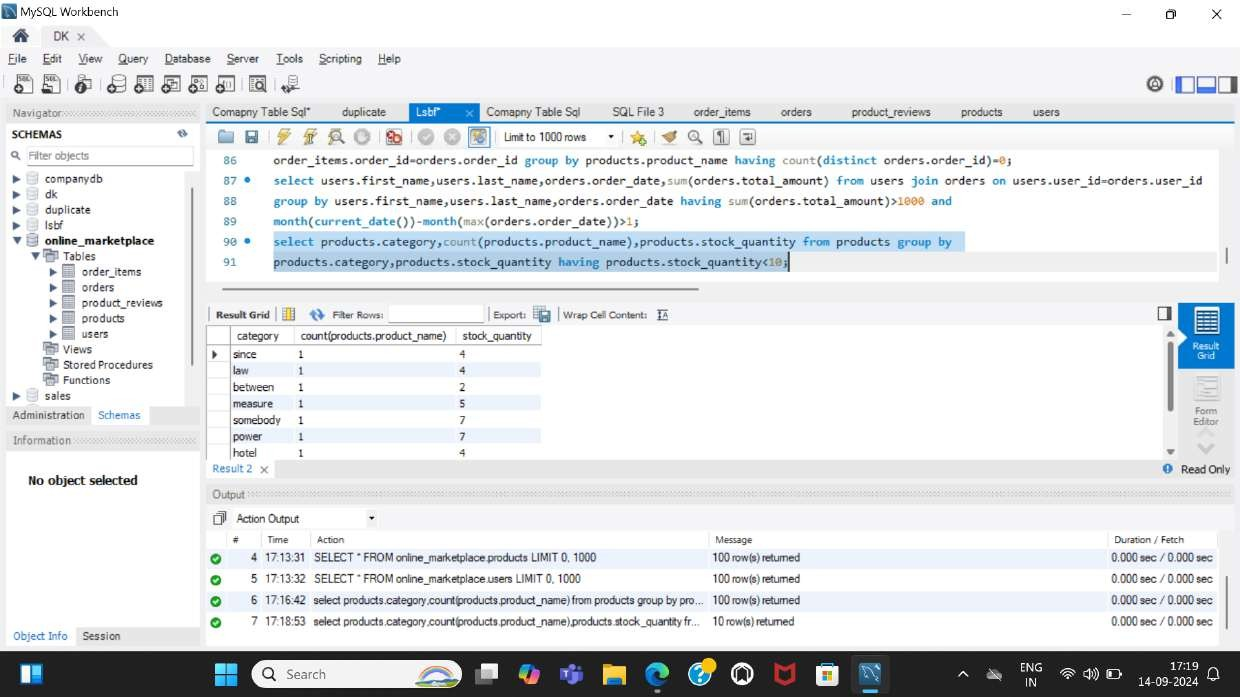 MySQL Workbench
DK
File Edit View Query Database Server Tools Scripting Help
Navigator
SCHEMAS
Filter objects
companydb
dk
duplicate
lsbf
online_marketplace
Tables
order_items
orders
product_reviews
products
users
Views
Stored Procedures
Functions
sales
Administration Schemas
Information
No object selected
Object Info Session
Comapny Table Sql* duplicate Lsbf* Comapny Table Sql SQL File 3 order_items orders product_reviews products users
Limit to 1000 rows
86 order_items.order_id=orders.order_id group by products.product_name having count(distinct orders.order_id)=0;
87 select users.first_name,users.last_name,orders.order_date,sum(orders.total_amount) from users join orders on users.user_id=orders.user_id
88 group by users.first_name,users.last_name,orders.order_date having sum(orders.total_amount)>1000 and
89 month(current_date())-month(max(orders.order_date))>1;
90 select products.category,count(products.product_name),products.stock_quantity from products group by
91 products.category,products.stock_quantity having products.stock_quantity<10;
Result Grid Filter Rows: Export: Wrap Cell Content:
category count(products.product_name) stock_quantity
since 1 4
law 1 4
between 1 2
measure 1 5
somebody 1 7
power 1 7
hotel 1 4
Result Grid
Form Editor
Result 2
Read Only
Output
Action Output
# Time Action Message Duration / Fetch
4 17:13:31 SELECT * FROM online_marketplace.products LIMIT 0, 1000 100 row(s) returned 0.000 sec / 0.000 sec
5 17:13:32 SELECT * FROM online_marketplace.users LIMIT 0, 1000 100 row(s) returned 0.000 sec / 0.000 sec
6 17:16:42 select products.category,count(products.product_name) from products group by pro... 100 row(s) returned 0.000 sec / 0.000 sec
7 17:18:53 select products.category,count(products.product_name),products.stock_quantity fr... 10 row(s) returned 0.000 sec / 0.000 sec
Search
ENG
IN
17:19
14-09-2024